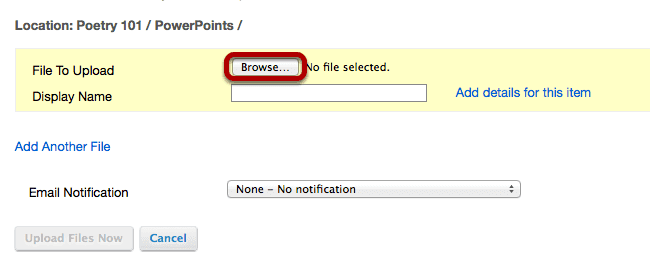 Location: Poetry 101 / PowerPoints /
File To Upload Browse... No file selected.
Display Name Add details for this item
Add Another File
Email Notification None – No notification
Upload Files Now Cancel